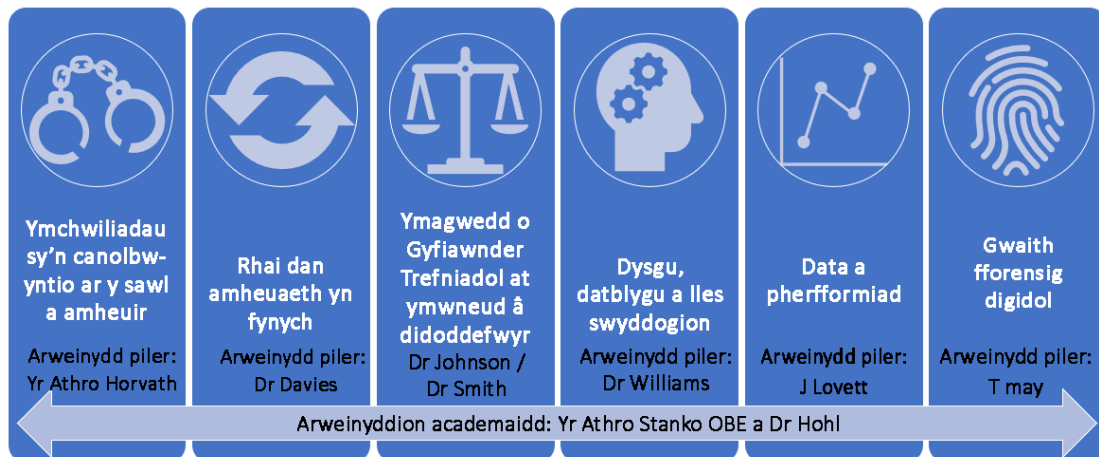 Ymchwiliadau
sy'n canolbw-
yntio ar y sawl
a amheuir
Arweinydd piler:
Yr Athro Horvath
Rhai dan
amheuaeth yn
fynych
Arweinydd piler:
Dr Davies
Ymagwedd o
Gyfiawnder
Trefniadol at
ymwneud â
didoddefwyr
Dr Johnson /
Dr Smith
Dysgu,
datblygu a lles
swyddogion
Arweinydd piler:
Dr Williams
Data a
pherfformiad
Arweinydd piler:
J Lovett
Gwaith
fforensig
digidol
Arweinydd piler:
T may
Arweinyddion academaidd: Yr Athro Stanko OBE a Dr Hohl